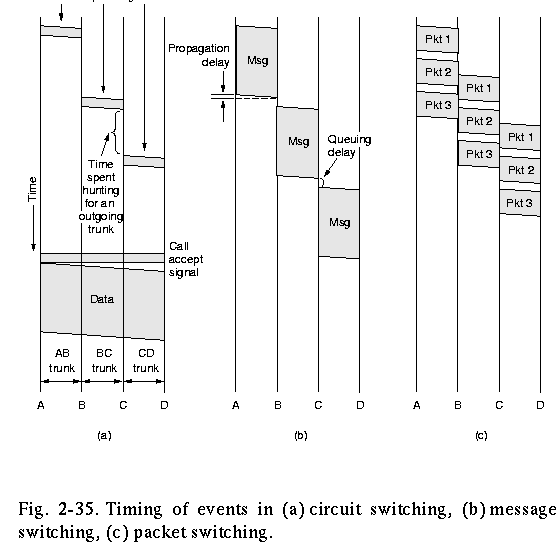 Propagation
delay
Msg
Msg
Queuing
delay
Msg
Pkt 1
Pkt 2
Pkt 3
Pkt 1
Pkt 2
Pkt 3
Pkt 1
Pkt 2
Pkt 3
Time
Time
spent
hunting
for an
outgoing
trunk
Call
accept
signal
Data
AB
trunk
BC
trunk
CD
trunk
A B C D
A B C D
A B C D
(a)
(b)
(c)
Fig. 2-35. Timing of events in (a) circuit switching, (b) message
switching, (c) packet switching.